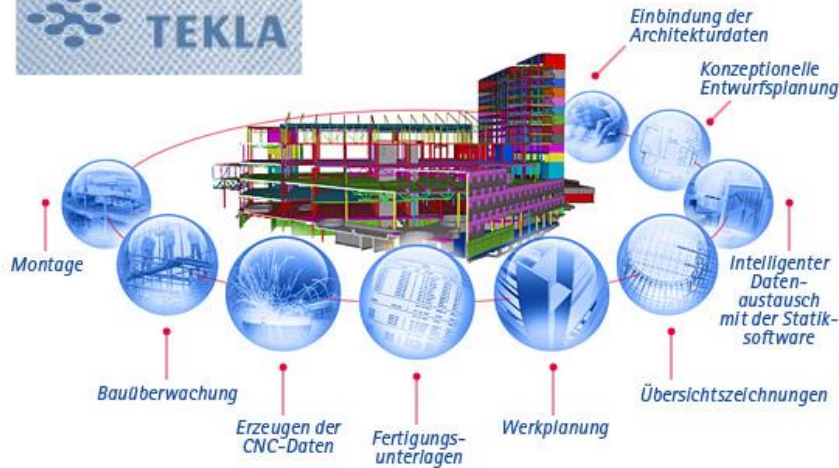 TEKLA
Einbindung der
Architekturdaten
Konzeptionelle
Entwurfsplanung
Intelligenter
Daten-
austausch
mit der Statik-
software
Übersichtszeichnungen
Werkplanung
Fertigungs-
unterlagen
Erzeugen der
CNC-Daten
Bauüberwachung
Montage